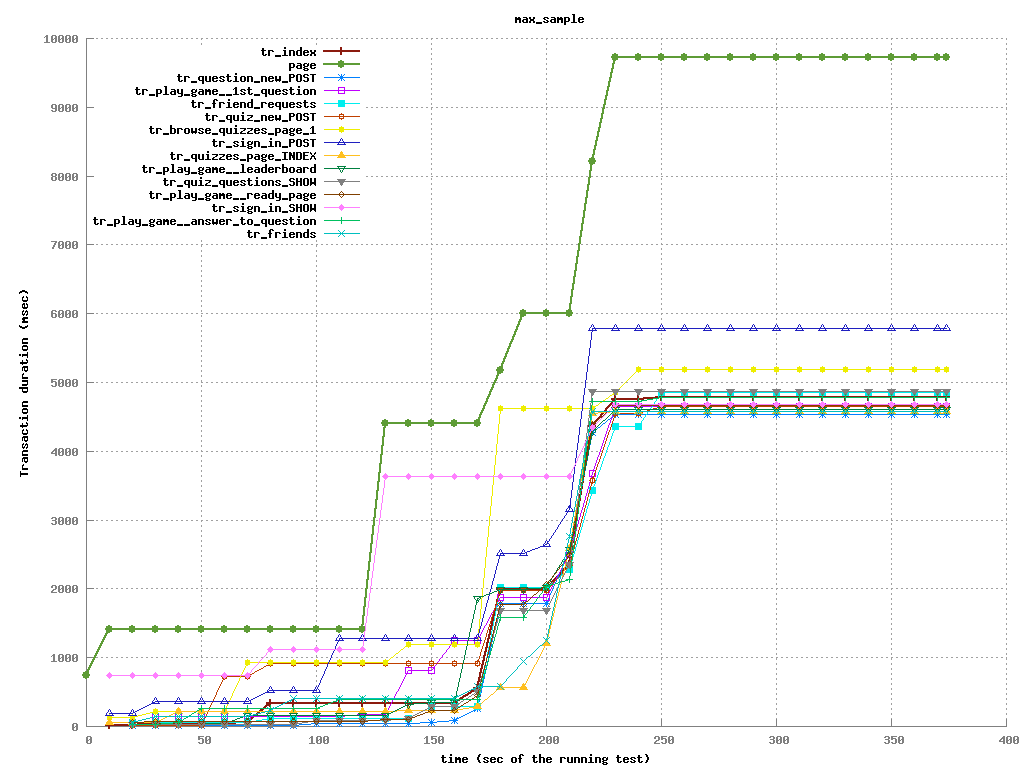 max_sample
10000
9000
8000
7000
6000
5000
4000
3000
2000
1000
0
Transaction duration (msec)
tr_index
page
tr_question_new_POST
tr_play_game__1st_question
tr_friend_requests
tr_quiz_new_POST
tr_browse_quizzes_page_1
tr_sign_in_POST
tr_quizzes_page_INDEX
tr_play_game__leaderboard
tr_quiz_questions_SHOW
tr_play_game__ready_page
tr_sign_in_SHOW
tr_play_game__answer_to_question
tr_friends
0 50 100 150 200 250 300 350 400
time (sec of the running test)